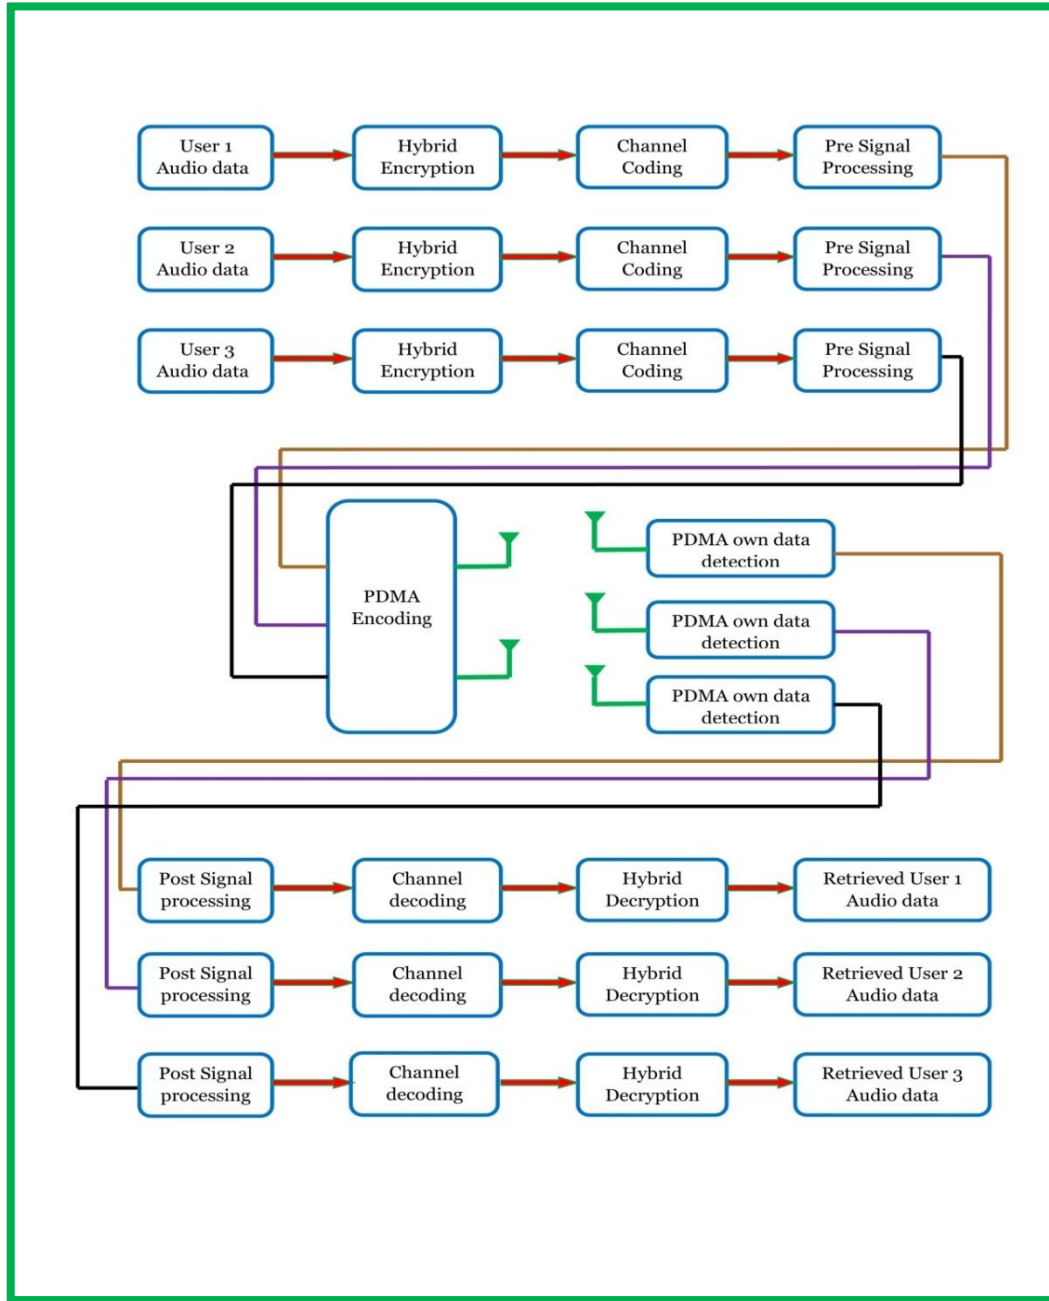 User 1
Audio data
Hybrid
Encryption
Channel
Coding
Pre Signal
Processing
User 2
Audio data
Hybrid
Encryption
Channel
Coding
Pre Signal
Processing
User 3
Audio data
Hybrid
Encryption
Channel
Coding
Pre Signal
Processing
PDMA
Encoding
PDMA own data
detection
PDMA own data
detection
PDMA own data
detection
Post Signal
processing
Channel
decoding
Hybrid
Decryption
Retrieved User 1
Audio data
Post Signal
processing
Channel
decoding
Hybrid
Decryption
Retrieved User 2
Audio data
Post Signal
processing
Channel
decoding
Hybrid
Decryption
Retrieved User 3
Audio data